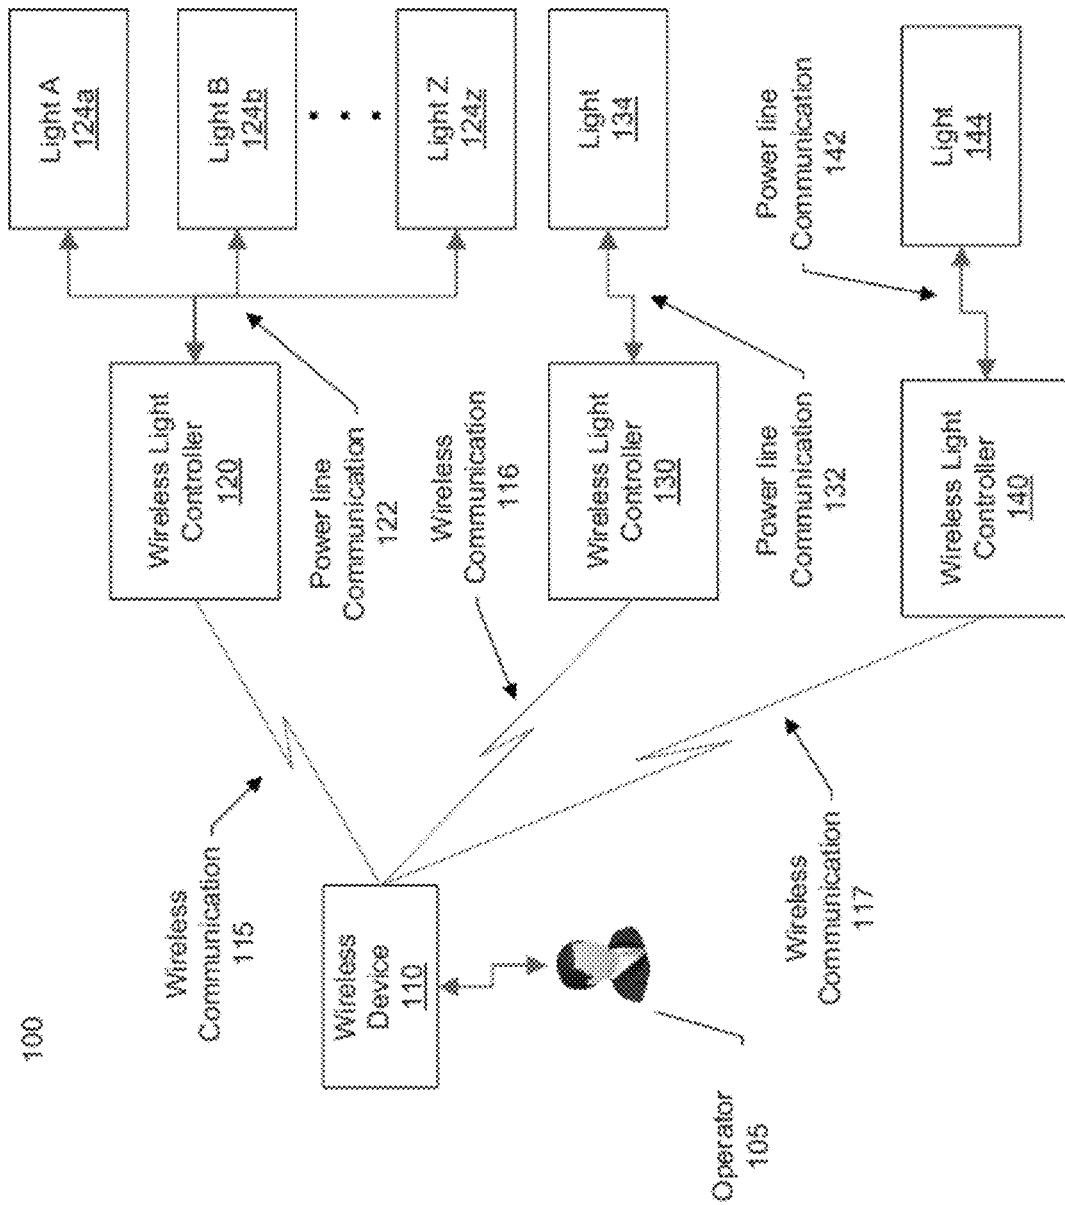 100
Wireless
Communication
115
Wireless
Device
110
Operator
105
Wireless Light
Controller
120
Power line
Communication
122
Light A
124a
Light B
124b
Light Z
124z
Wireless
Communication
116
Wireless Light
Controller
130
Power line
Communication
132
Light
134
Wireless
Communication
117
Wireless Light
Controller
140
Power line
Communication
142
Light
144